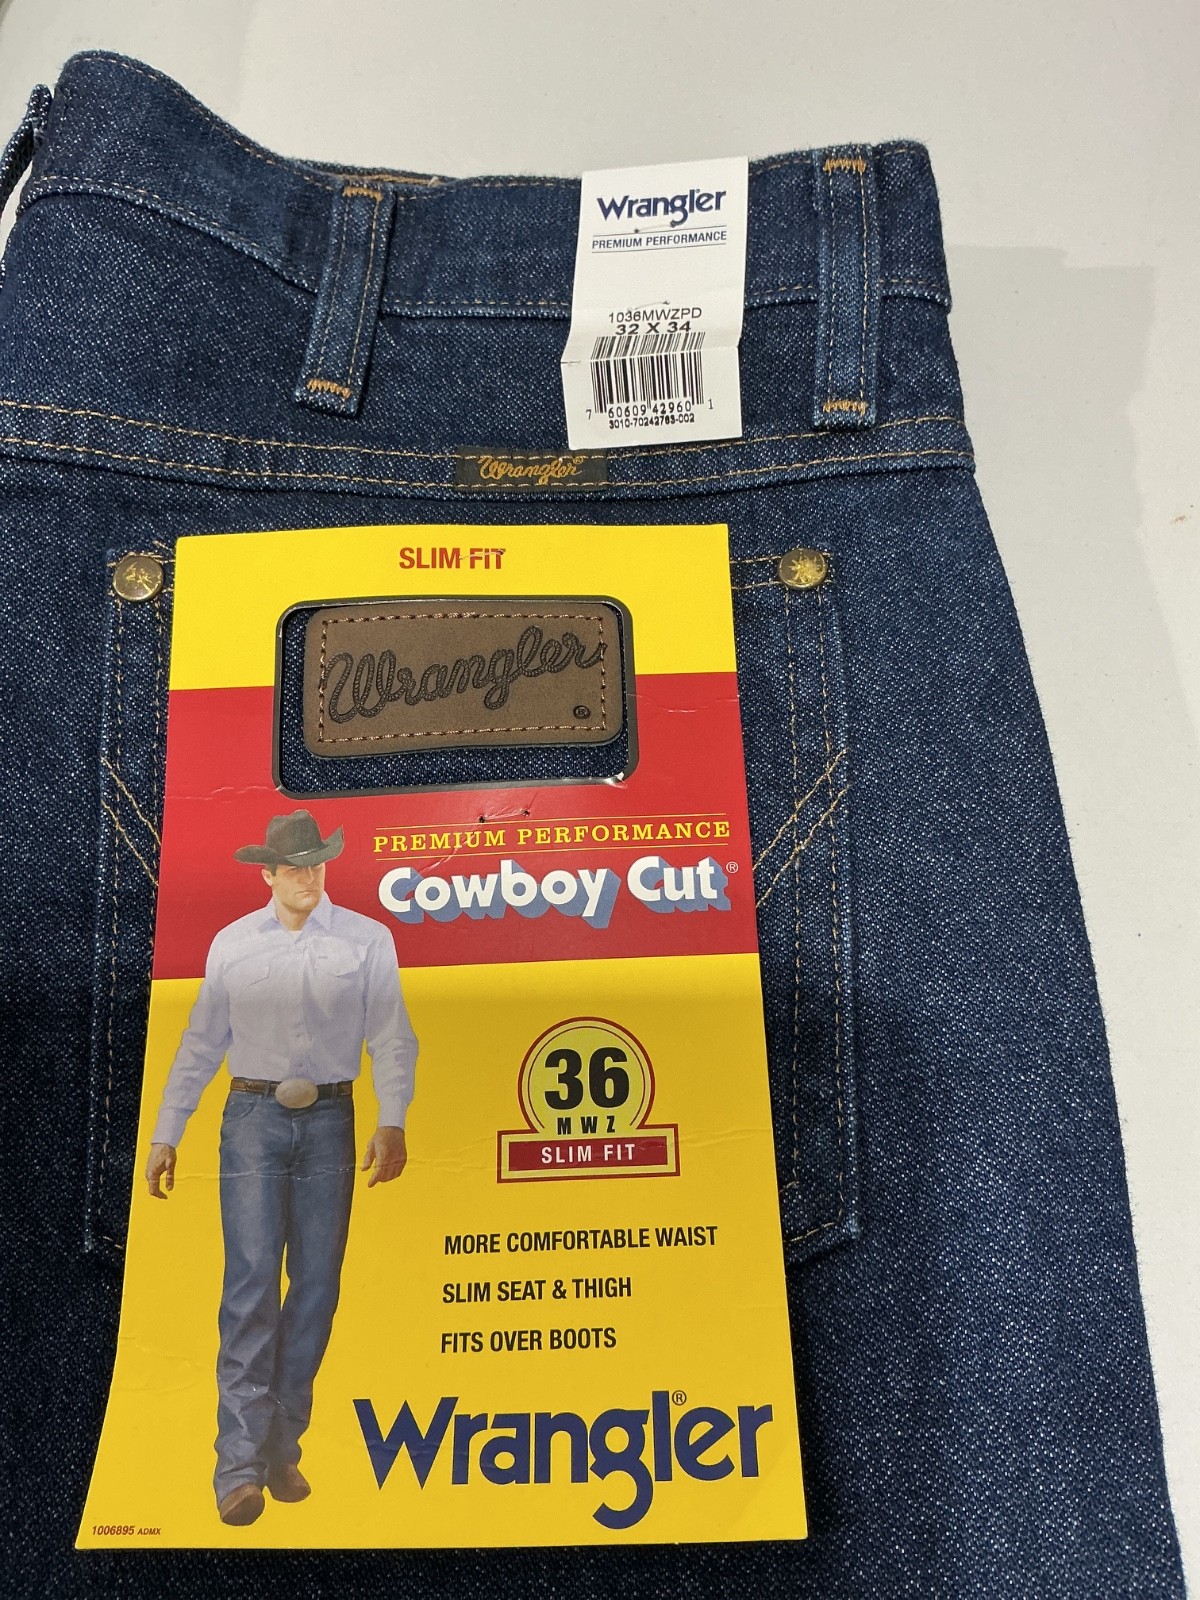 Wrangler
PREMIUM PERFORMANCE
1036MWZPD
32 X 34
7 60609 42960 1
3010-70242763-002
Wrangler®
SLIM FIT
Wrangler
®
PREMIUM PERFORMANCE
Cowboy Cut®
36
MWZ
SLIM FIT
MORE COMFORTABLE WAIST
SLIM SEAT & THIGH
FITS OVER BOOTS
Wrangler®
1006895 ADMX